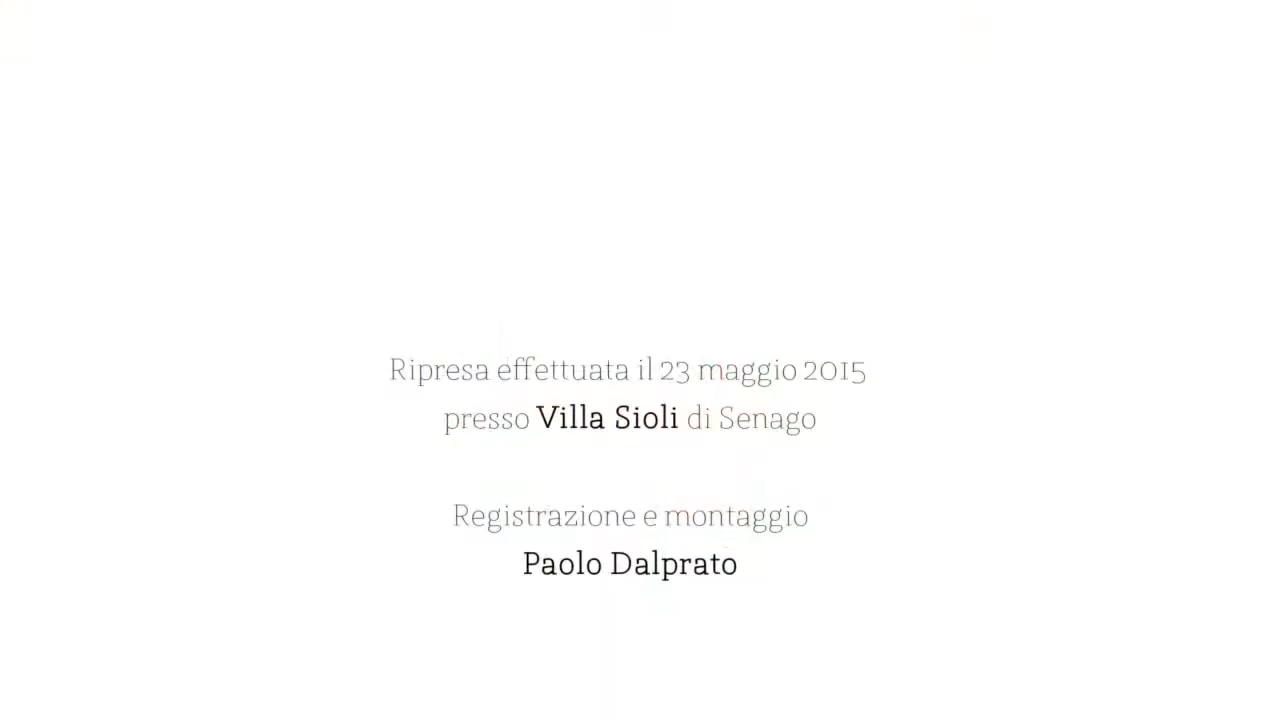 Ripresa effettuata il 23 maggio 2015
presso Villa Sioli di Senago
Registrazione e montaggio
Paolo Dalprato